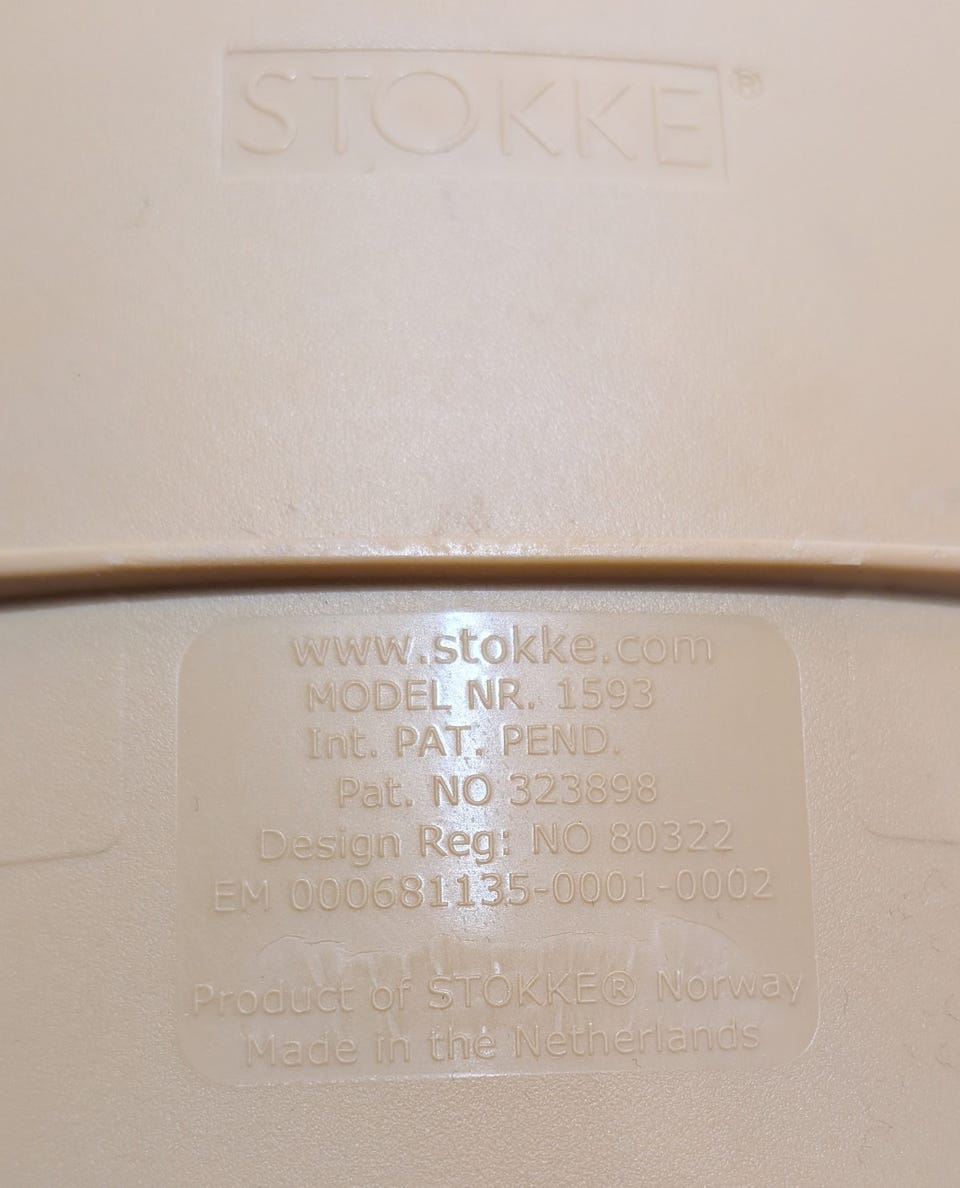 STOKKE®
www.stokke.com
MODEL NR. 1593
Int. PAT. PEND.
Pat. NO 323898
Design Reg: NO 80322
EM 000681135-0001-0002
Product of STOKKE® Norway
Made in the Netherlands